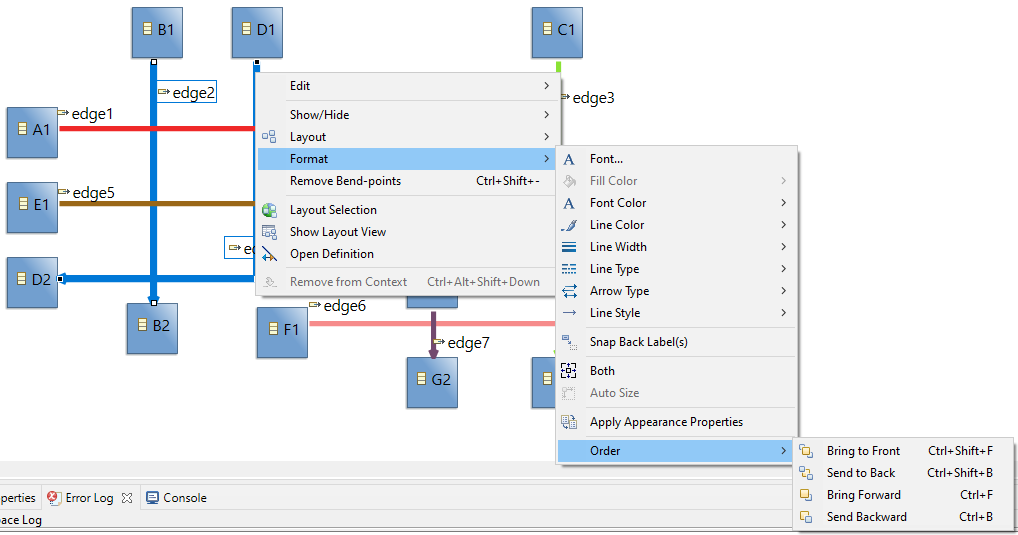 B1
D1
C1
edge2
edge3
A1
edge1
E1
edge5
D2
B2
F1
edge6
edge7
G2
Edit
Show/Hide
Layout
Format
Remove Bend-points Ctrl+Shift+-
Layout Selection
Show Layout View
Open Definition
Remove from Context Ctrl+Alt+Shift+Down
Font...
Fill Color
Font Color
Line Color
Line Width
Line Type
Arrow Type
Line Style
Snap Back Label(s)
Both
Auto Size
Apply Appearance Properties
Order
Bring to Front Ctrl+Shift+F
Send to Back Ctrl+Shift+B
Bring Forward Ctrl+F
Send Backward Ctrl+B
perties Error Log Console
ace Log